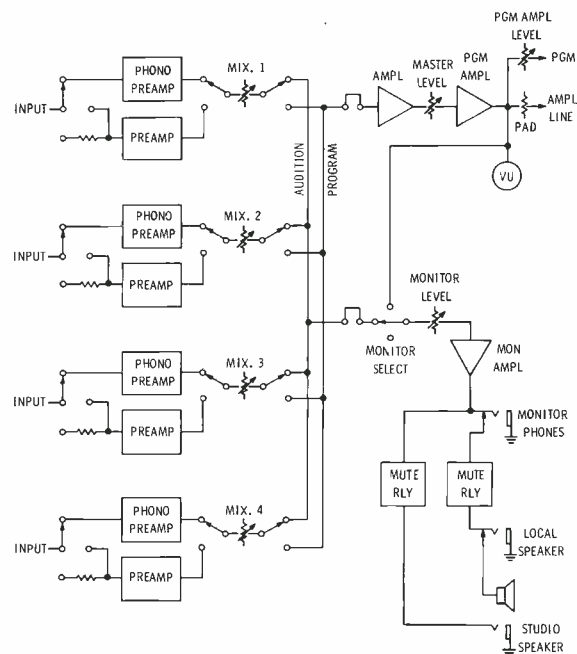 PGM AMPL
LEVEL
PGM
PHONO
PREAMP
MIX. 1
AMPL
MASTER
LEVEL
PGM
AMPL
AMPL
LINE
PAD
INPUT
PREAMP
VU
AUDITION
PROGRAM
PHONO
PREAMP
MIX. 2
INPUT
PREAMP
MONITOR
LEVEL
MONITOR
SELECT
MON
AMPL
PHONO
PREAMP
MIX. 3
INPUT
PREAMP
MONITOR
PHONES
MUTE
RLY
MUTE
RLY
PHONO
PREAMP
MIX. 4
INPUT
PREAMP
LOCAL
SPEAKER
STUDIO
SPEAKER